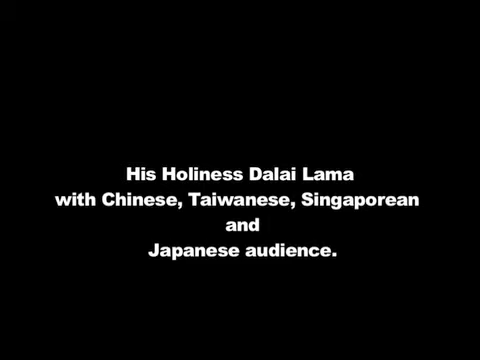 His Holiness Dalai Lama
with Chinese, Taiwanese, Singaporean
and
Japanese audience.